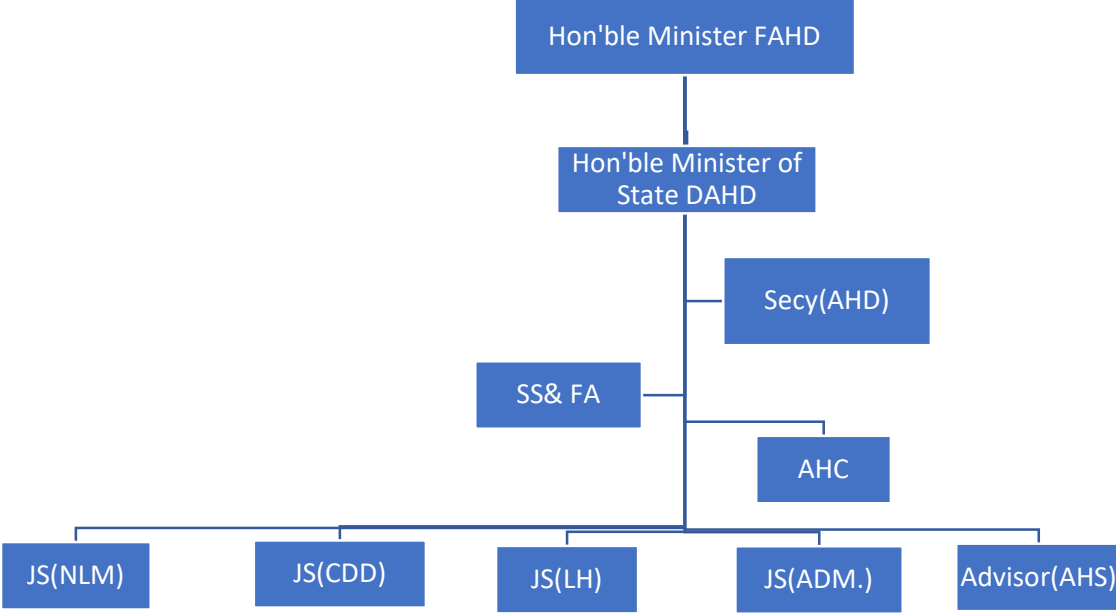 Hon'ble Minister FAHD
Hon'ble Minister of
State DAHD
Secy(AHD)
SS& FA
AHC
JS(NLM)
JS(CDD)
JS(LH)
JS(ADM.)
Advisor(AHS)